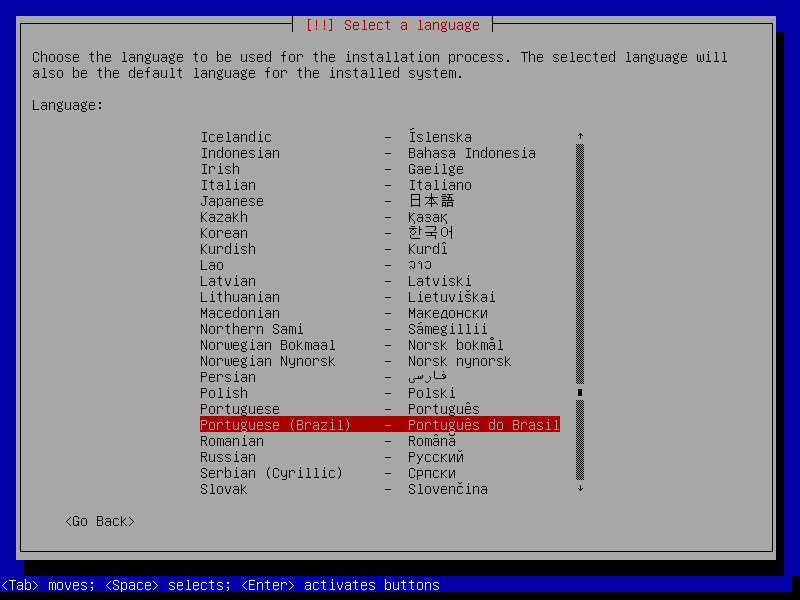 [!!] Select a language
Choose the language to be used for the installation process. The selected language will
also be the default language for the installed system.
Language:
Icelandic - Íslenska
Indonesian - Bahasa Indonesia
Irish - Gaeilge
Italian - Italiano
Japanese - 日本語
Kazakh - Қазақ
Korean - 한국어
Kurdish - Kurdî
Lao - ລາວ
Latvian - Latviski
Lithuanian - Lietuviškai
Macedonian - Македонски
Northern Sami - Sámegillii
Norwegian Bokmaal - Norsk bokmål
Norwegian Nynorsk - Norsk nynorsk
Persian - فارسی
Polish - Polski
Portuguese - Português
Portuguese (Brazil) - Português do Brasil
Romanian - Română
Russian - Русский
Serbian (Cyrillic) - Српски
Slovak - Slovenčina
<Go Back>
<Tab> moves; <Space> selects; <Enter> activates buttons